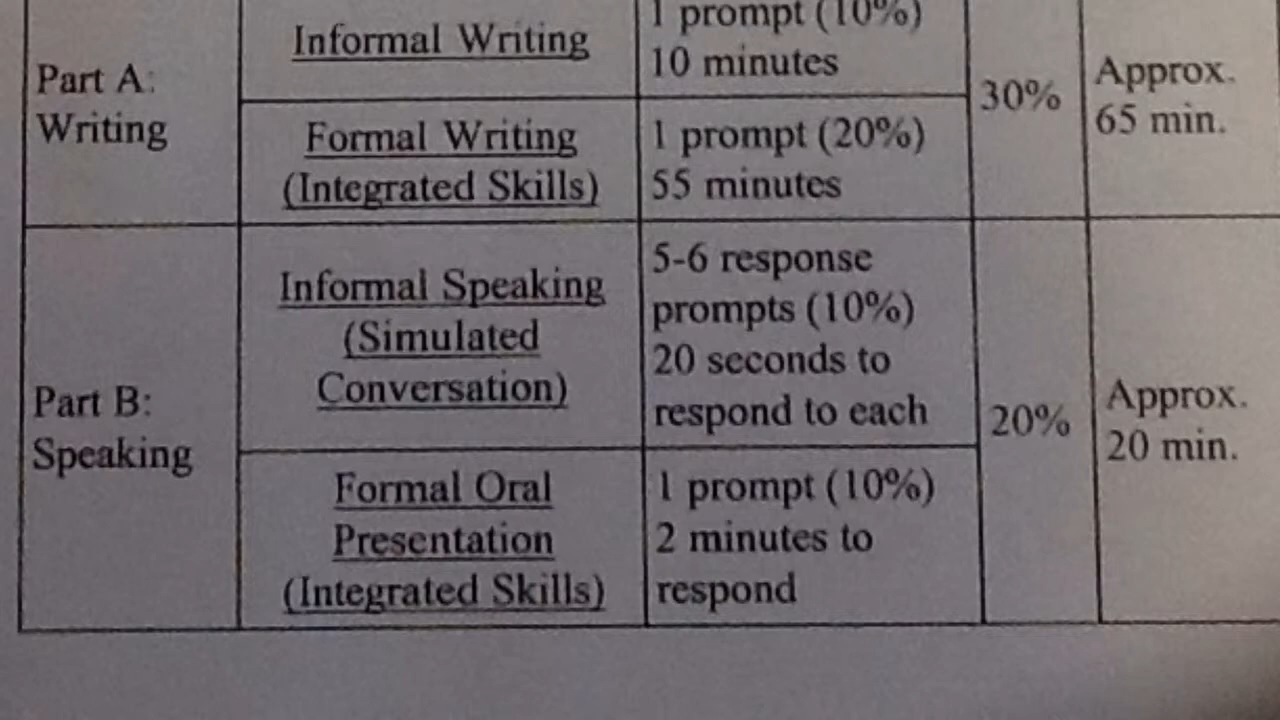 Part A:
Writing
Informal Writing
1 prompt (10%)
10 minutes
Formal Writing
(Integrated Skills)
1 prompt (20%)
55 minutes
30%
Approx.
65 min.
Part B:
Speaking
Informal Speaking
(Simulated
Conversation)
5-6 response
prompts (10%)
20 seconds to
respond to each
Formal Oral
Presentation
(Integrated Skills)
1 prompt (10%)
2 minutes to
respond
20%
Approx.
20 min.